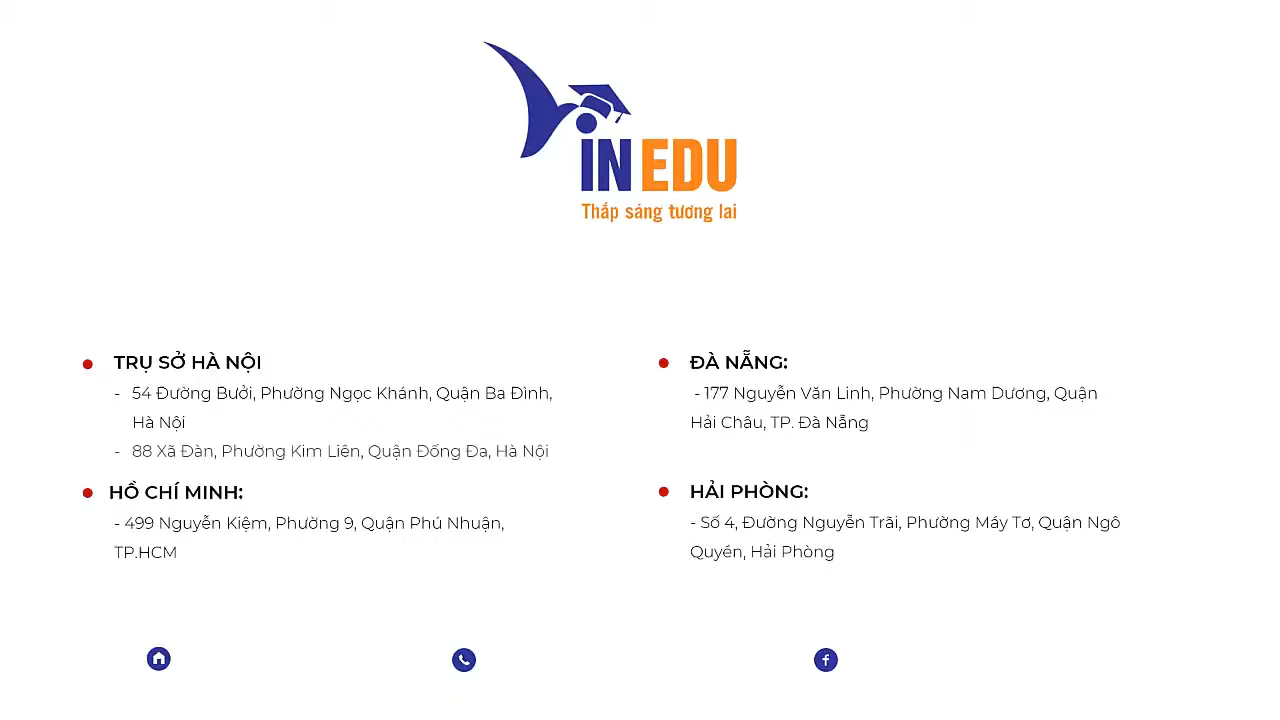 IN EDU
Thắp sáng tương lai
TRỤ SỞ HÀ NỘI
- 54 Đường Bưởi, Phường Ngọc Khánh, Quận Ba Đình,
Hà Nội
- 88 Xã Đàn, Phường Kim Liên, Quận Đống Đa, Hà Nội
HỒ CHÍ MINH:
- 499 Nguyễn Kiệm, Phường 9, Quận Phú Nhuận,
TP.HCM
ĐÀ NẴNG:
- 177 Nguyễn Văn Linh, Phường Nam Dương, Quận
Hải Châu, TP. Đà Nẵng
HẢI PHÒNG:
- Số 4, Đường Nguyễn Trãi, Phường Máy Tơ, Quận Ngô
Quyền, Hải Phòng